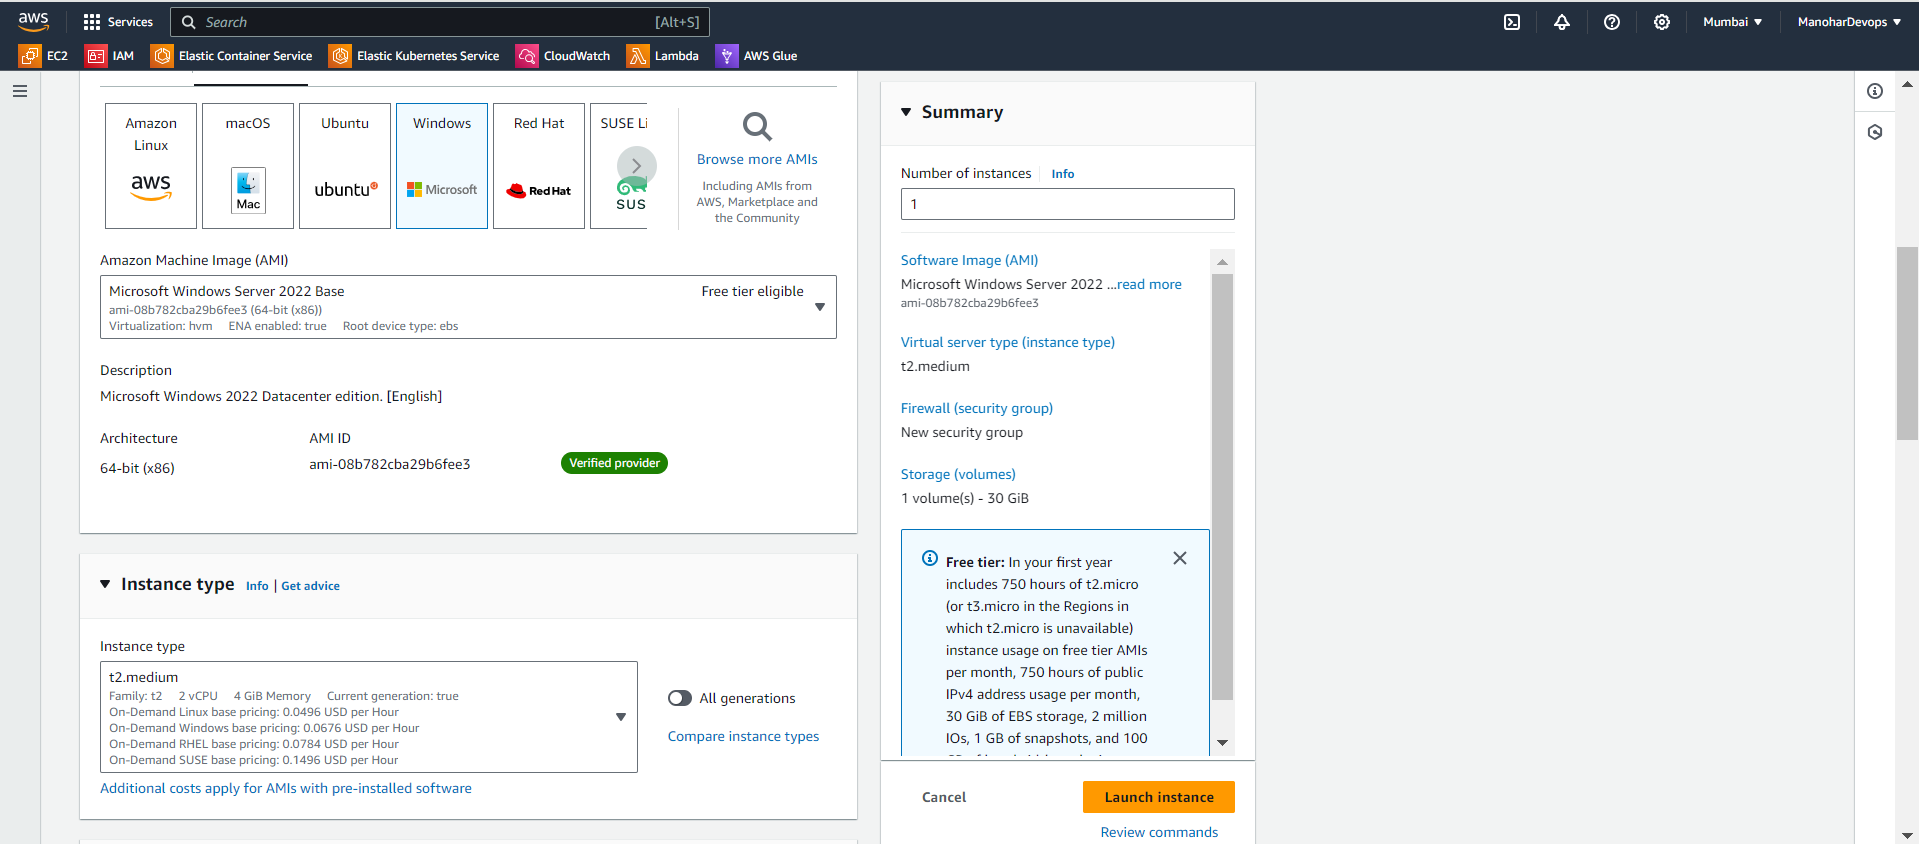 aws
Services
Search
[Alt+S]
Mumbai
ManoharDevops
EC2
IAM
Elastic Container Service
Elastic Kubernetes Service
CloudWatch
Lambda
AWS Glue
Amazon
Linux
aws
macOS
Mac
Ubuntu
ubuntu
Windows
Microsoft
Red Hat
Red Hat
SUSE Li
SUS
Browse more AMIs
Including AMIs from
AWS, Marketplace and
the Community
Amazon Machine Image (AMI)
Microsoft Windows Server 2022 Base
Free tier eligible
ami-08b782cba29b6fee3 (64-bit (x86))
Virtualization: hvm ENA enabled: true Root device type: ebs
Description
Microsoft Windows 2022 Datacenter edition. [English]
Architecture
64-bit (x86)
AMI ID
ami-08b782cba29b6fee3
Verified provider
Instance type Info | Get advice
Instance type
t2.medium
Family: t2 2 vCPU 4 GiB Memory Current generation: true
On-Demand Linux base pricing: 0.0496 USD per Hour
On-Demand Windows base pricing: 0.0676 USD per Hour
On-Demand RHEL base pricing: 0.0784 USD per Hour
On-Demand SUSE base pricing: 0.1496 USD per Hour
All generations
Compare instance types
Additional costs apply for AMIs with pre-installed software
Summary
Number of instances Info
1
Software Image (AMI)
Microsoft Windows Server 2022 ...read more
ami-08b782cba29b6fee3
Virtual server type (instance type)
t2.medium
Firewall (security group)
New security group
Storage (volumes)
1 volume(s) - 30 GiB
Free tier: In your first year
includes 750 hours of t2.micro
(or t3.micro in the Regions in
which t2.micro is unavailable)
instance usage on free tier AMIs
per month, 750 hours of public
IPv4 address usage per month,
30 GiB of EBS storage, 2 million
IOs, 1 GB of snapshots, and 100
Cancel
Launch instance
Review commands